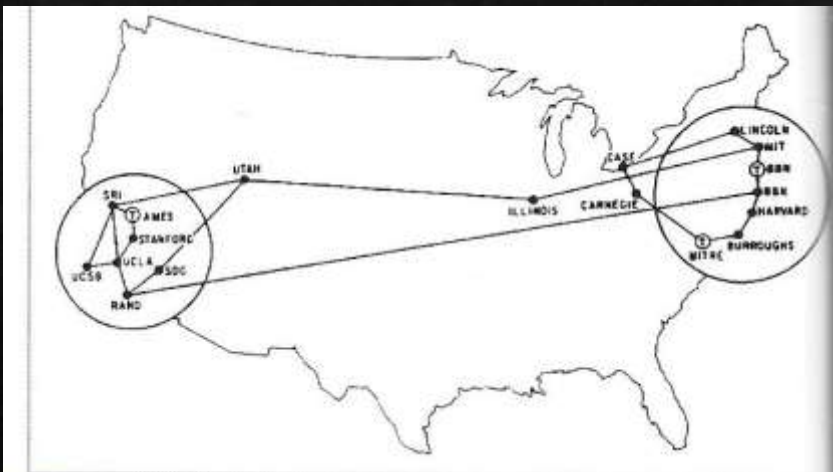 LINCOLN
MIT
CASE
T BBN
UTAH
BBN
SRI
ILLINOIS
CARNEGIE
T AMES
HARVARD
STANFORD
BURROUGHS
T
MITRE
UCLA
SDC
UCSB
RAND